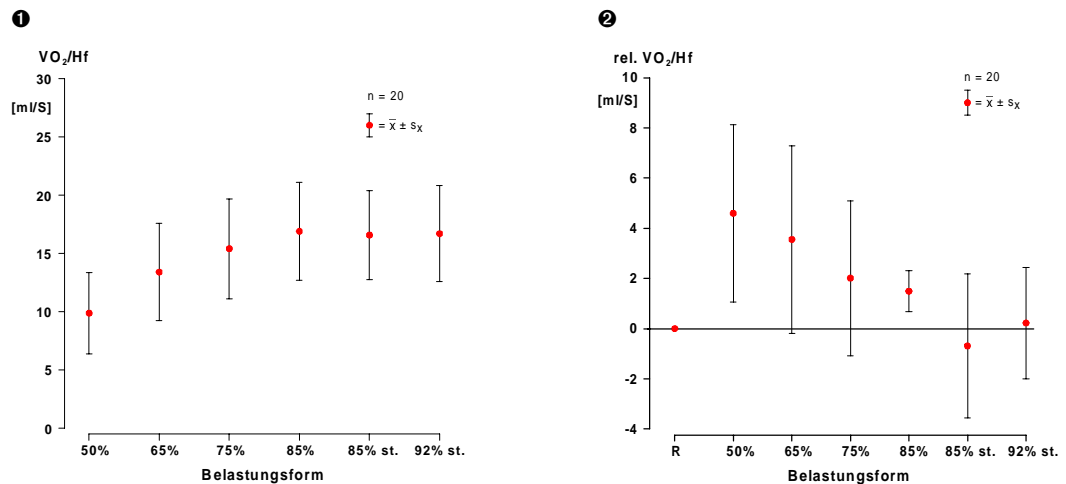 ❶
VO₂/Hf
[ml/S]
30
25
20
15
10
5
0
n = 20
= x̅ ± sx
50% 65% 75% 85% 85% st. 92% st.
Belastungsform
❷
rel. VO₂/Hf
[ml/S]
10
8
6
4
2
0
-2
-4
n = 20
= x̅ ± sx
R 50% 65% 75% 85% 85% st. 92% st.
Belastungsform